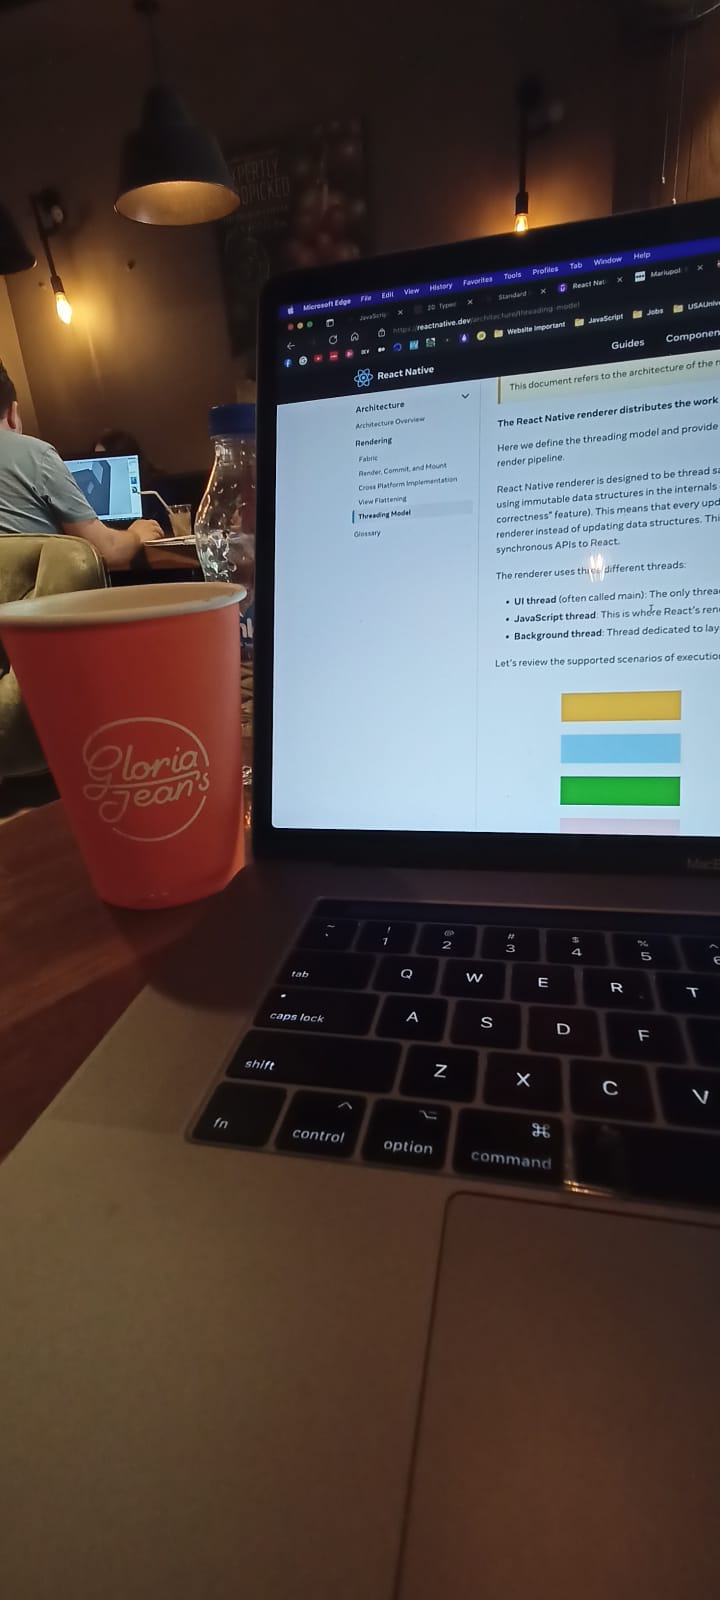 XPERTLY
DPICKED
Microsoft Edge File Edit View History Favorites Tools Profiles Tab Window Help
JavaScrip 20 Types Standard React Nat Mariupol
https://reactnative.dev/architecture/threading-model
Website Important JavaScript Jobs USAUnive
React Native
Guides Componen
Architecture
Architecture Overview
Rendering
Fabric
Render, Commit, and Mount
Cross Platform Implementation
View Flattening
Threading Model
Glossary
This document refers to the architecture of the n
The React Native renderer distributes the work
Here we define the threading model and provide
render pipeline.
React Native renderer is designed to be thread sa
using immutable data structures in the internals
correctness" feature). This means that every upd
renderer instead of updating data structures. Thi
synchronous APIs to React.
The renderer uses three different threads:
• UI thread (often called main): The only threa
• JavaScript thread: This is where React's ren
• Background thread: Thread dedicated to lay
Let's review the supported scenarios of executio
Gloria
Jean's
MacB
~ ! @ # $ % ^
` 1 2 3 4 5 6
tab Q W E R T
caps lock A S D F
shift Z X C V
fn control option command
⌃ ⌥ ⌘